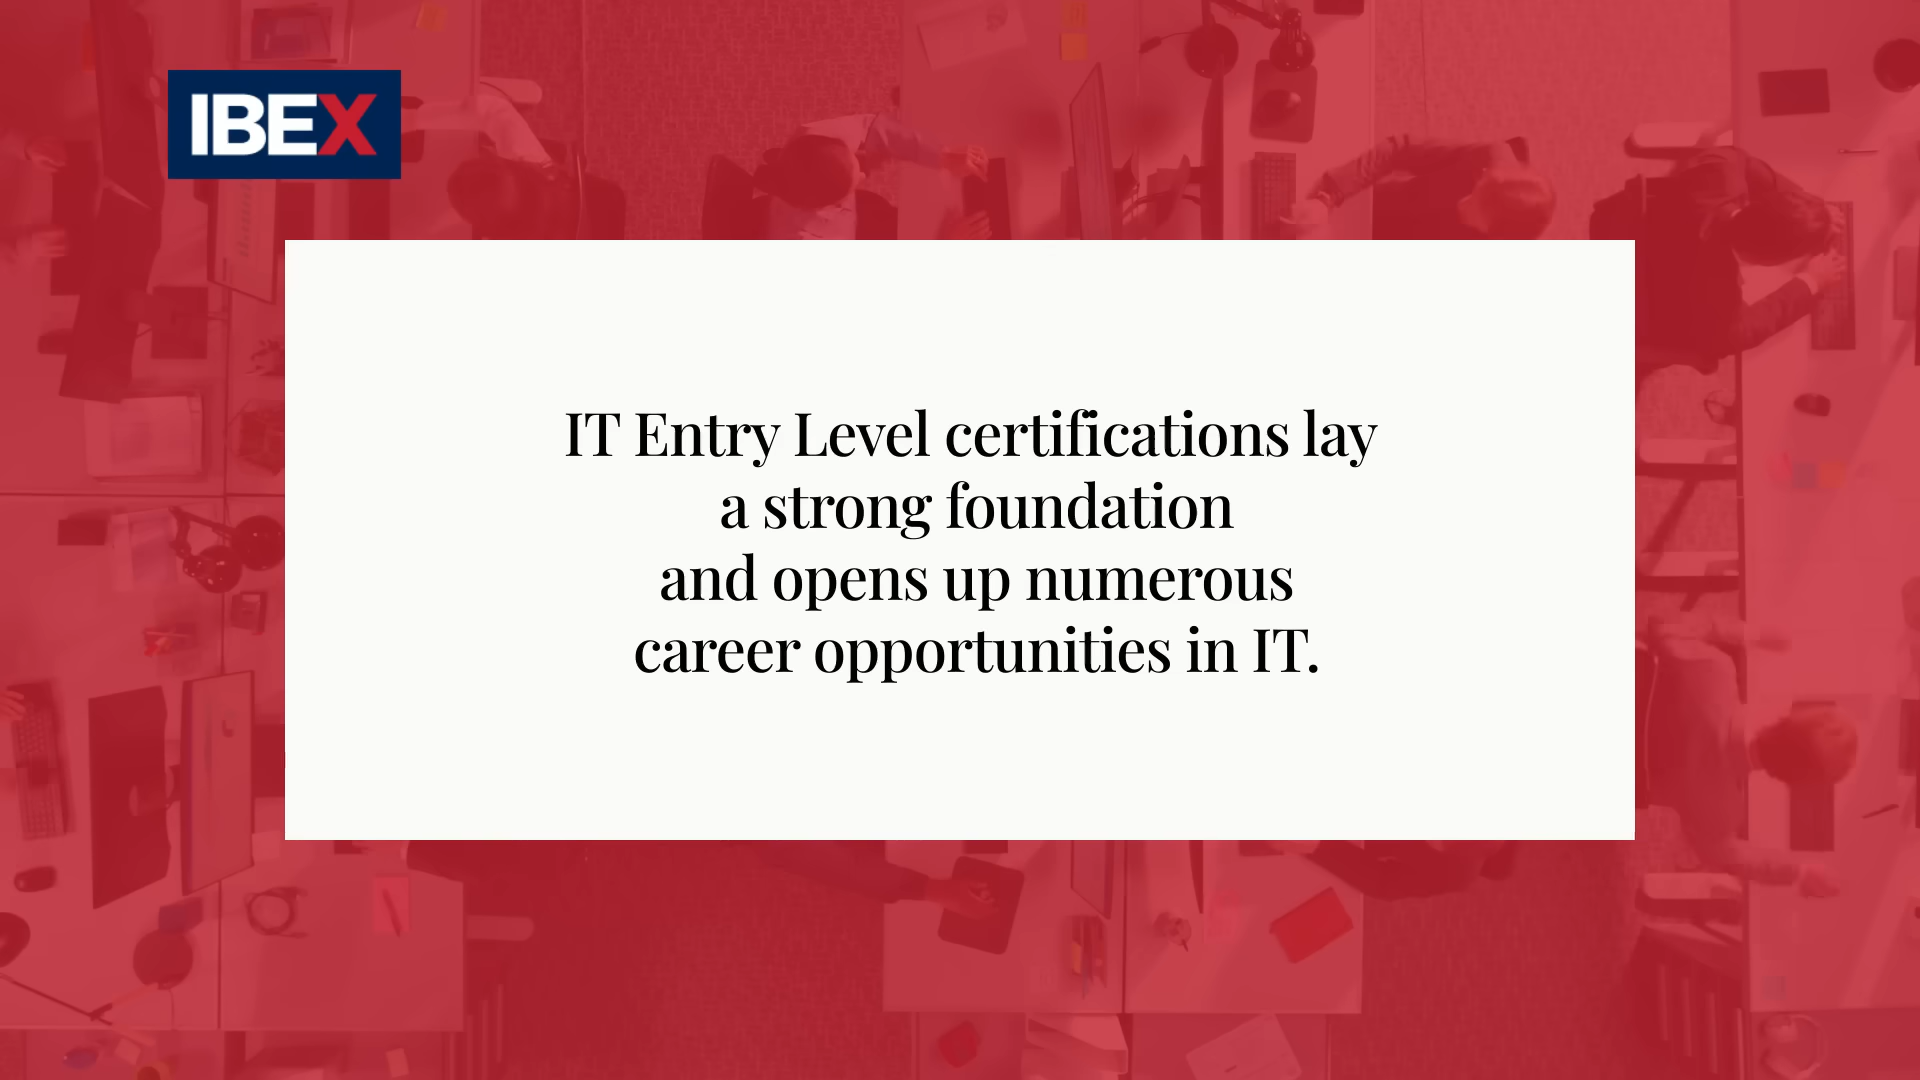 IBEX
IT Entry Level certifications lay
a strong foundation
and opens up numerous
career opportunities in IT.